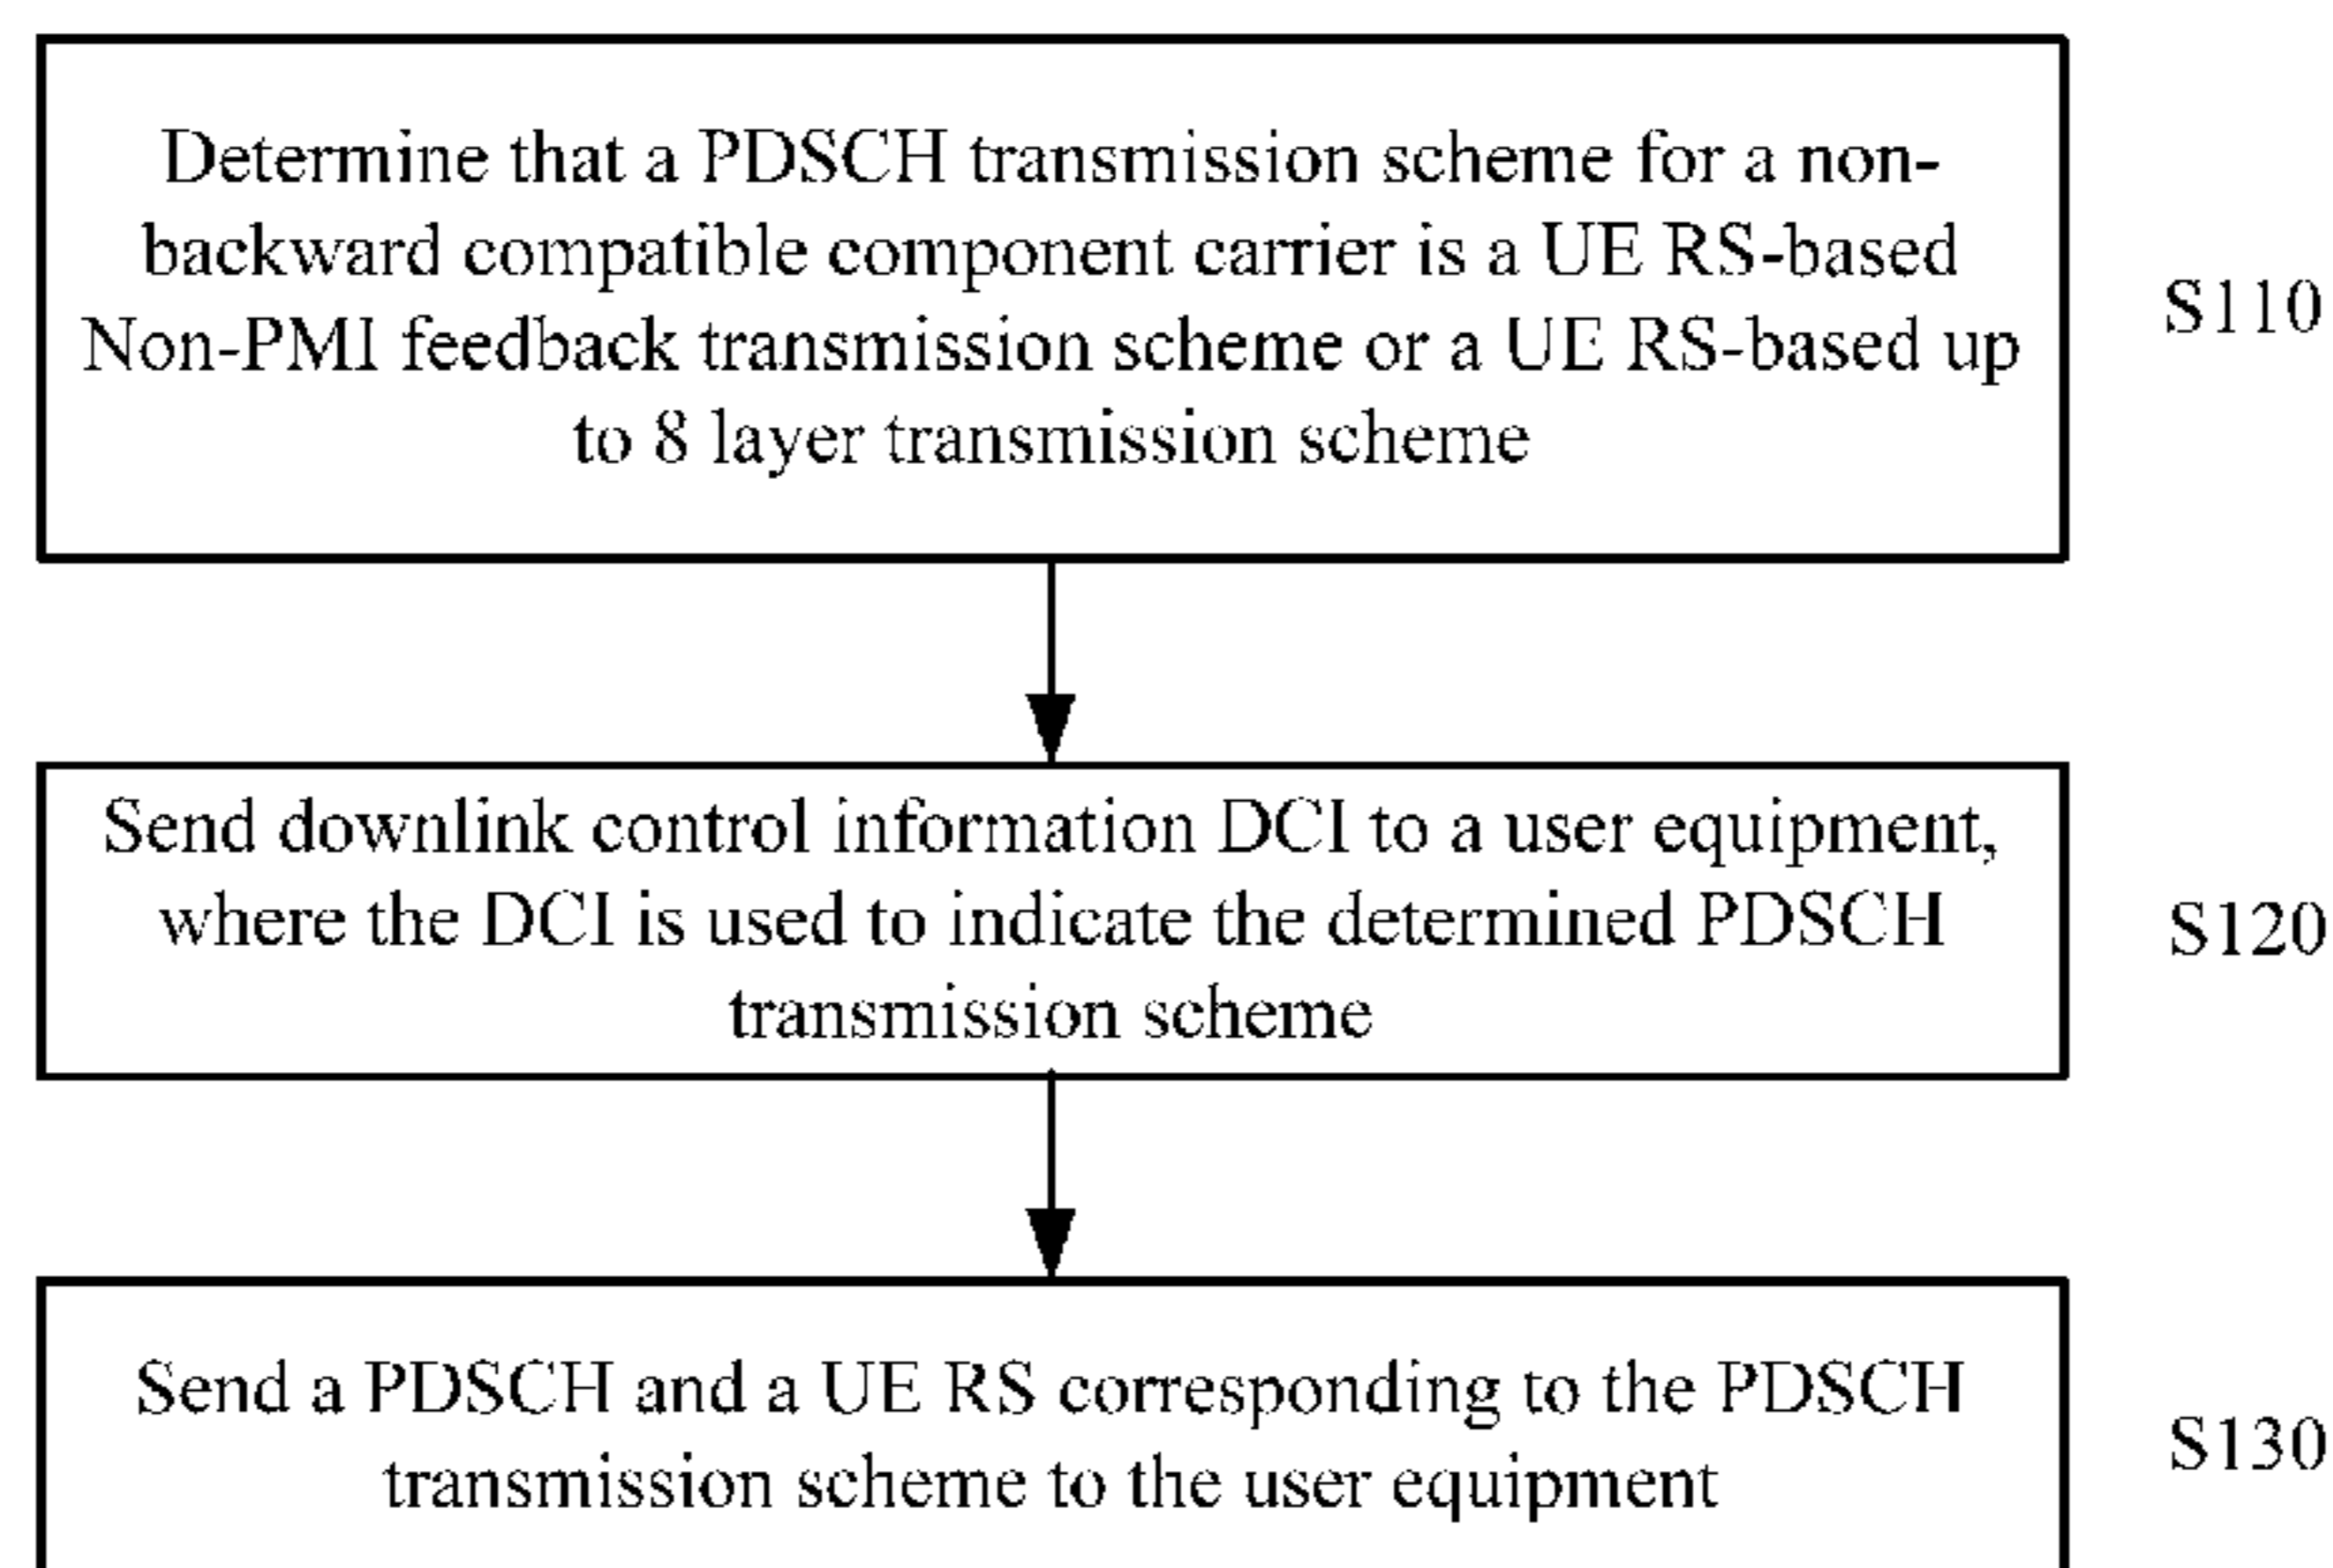 Determine that a PDSCH transmission scheme for a non-
backward compatible component carrier is a UE RS-based
Non-PMI feedback transmission scheme or a UE RS-based up
to 8 layer transmission scheme
S110
Send downlink control information DCI to a user equipment,
where the DCI is used to indicate the determined PDSCH
transmission scheme
S120
Send a PDSCH and a UE RS corresponding to the PDSCH
transmission scheme to the user equipment
S130